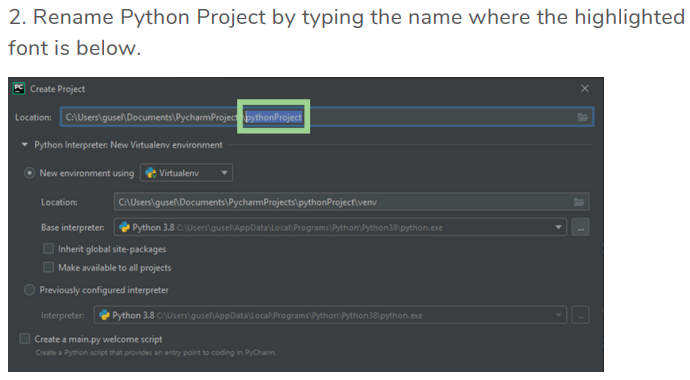 2. Rename Python Project by typing the name where the highlighted
font is below.
PC Create Project
Location: C:\Users\gusel\Documents\PycharmProject \pythonProject
Python Interpreter: New Virtualenv environment
New environment using Virtualenv
Location: C:\Users\gusel\Documents\PycharmProjects\pythonProject\venv
Base interpreter: Python 3.8 C:\Users\gusel\AppData\Local\Programs\Python\Python38\python.exe ...
Inherit global site-packages
Make available to all projects
Previously configured interpreter
Interpreter: Python 3.8 C:\Users\gusel\AppData\Local\Programs\Python\Python38\python.exe ...
Create a main.py welcome script
Create a Python script that provides an entry point to coding in PyCharm.